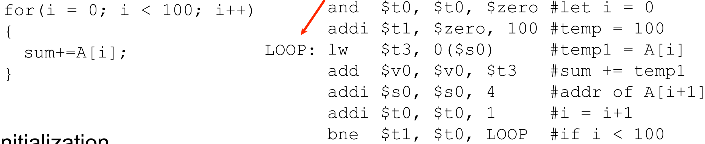 for(i = 0; i < 100; i++)
{
sum+=A[i];
}
and $t0, $t0, $zero #let i = 0
addi $t1, $zero, 100 #temp = 100
LOOP: lw $t3, 0($s0) #temp1 = A[i]
add $v0, $v0, $t3 #sum += temp1
addi $s0, $s0, 4 #addr of A[i+1]
addi $t0, $t0, 1 #i = i+1
bne $t1, $t0, LOOP #if i < 100